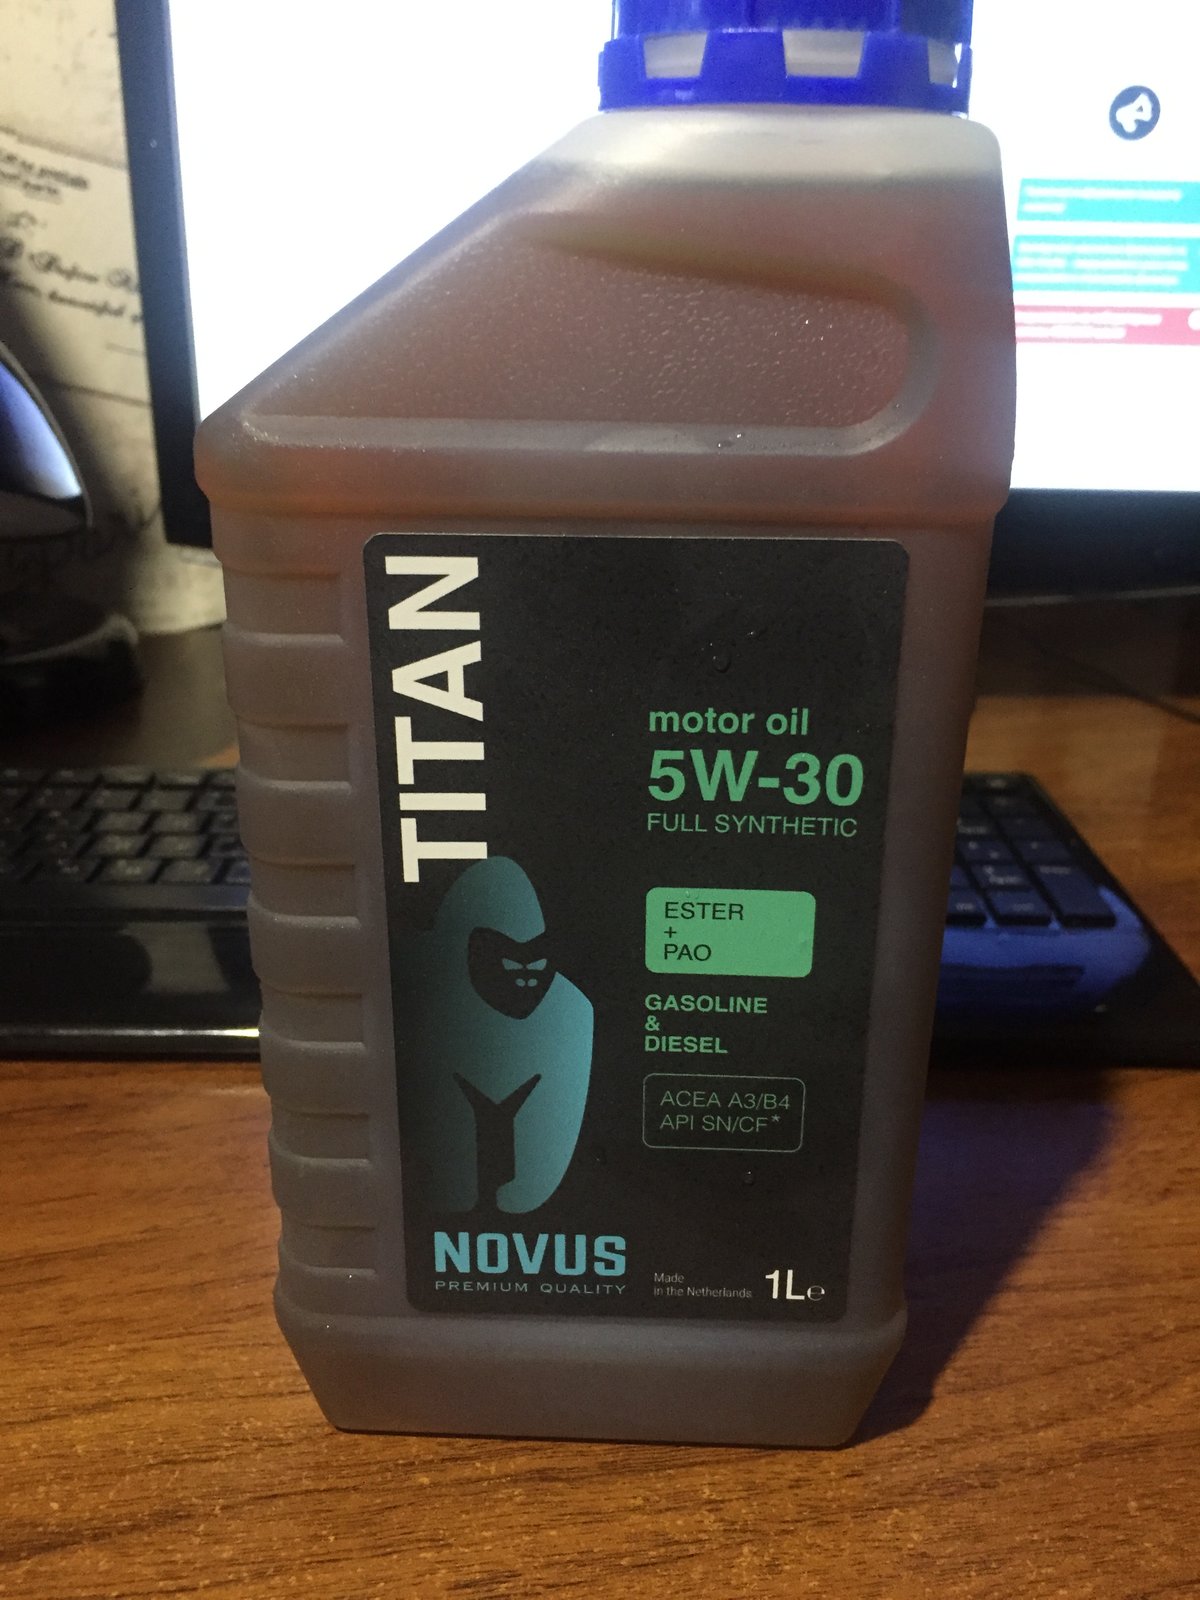 TITAN
motor oil
5W-30
FULL SYNTHETIC
ESTER
+
PAO
GASOLINE
&
DIESEL
ACEA A3/B4
API SN/CF*
NOVUS
PREMIUM QUALITY
Made
in the Netherlands
1L℮